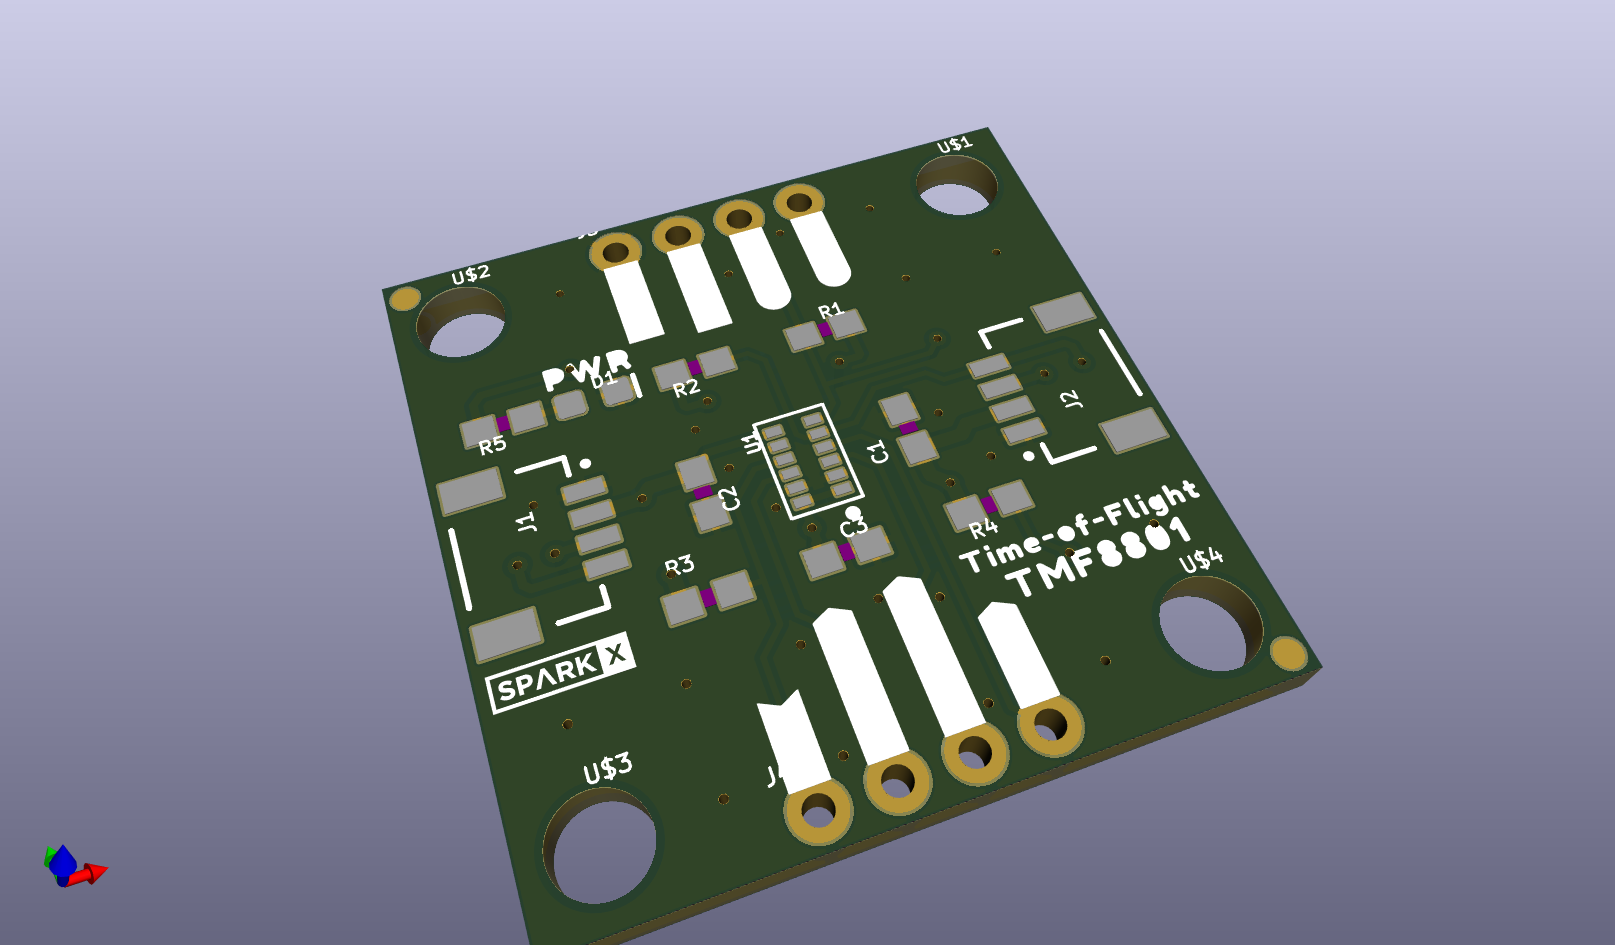 U$1
U$2
R1
PWR
D1
R2
R5
J2
U1
C1
C2
J1
C3
R4
Time-of-Flight
TMF8801
R3
U$4
SPARK X
U$3